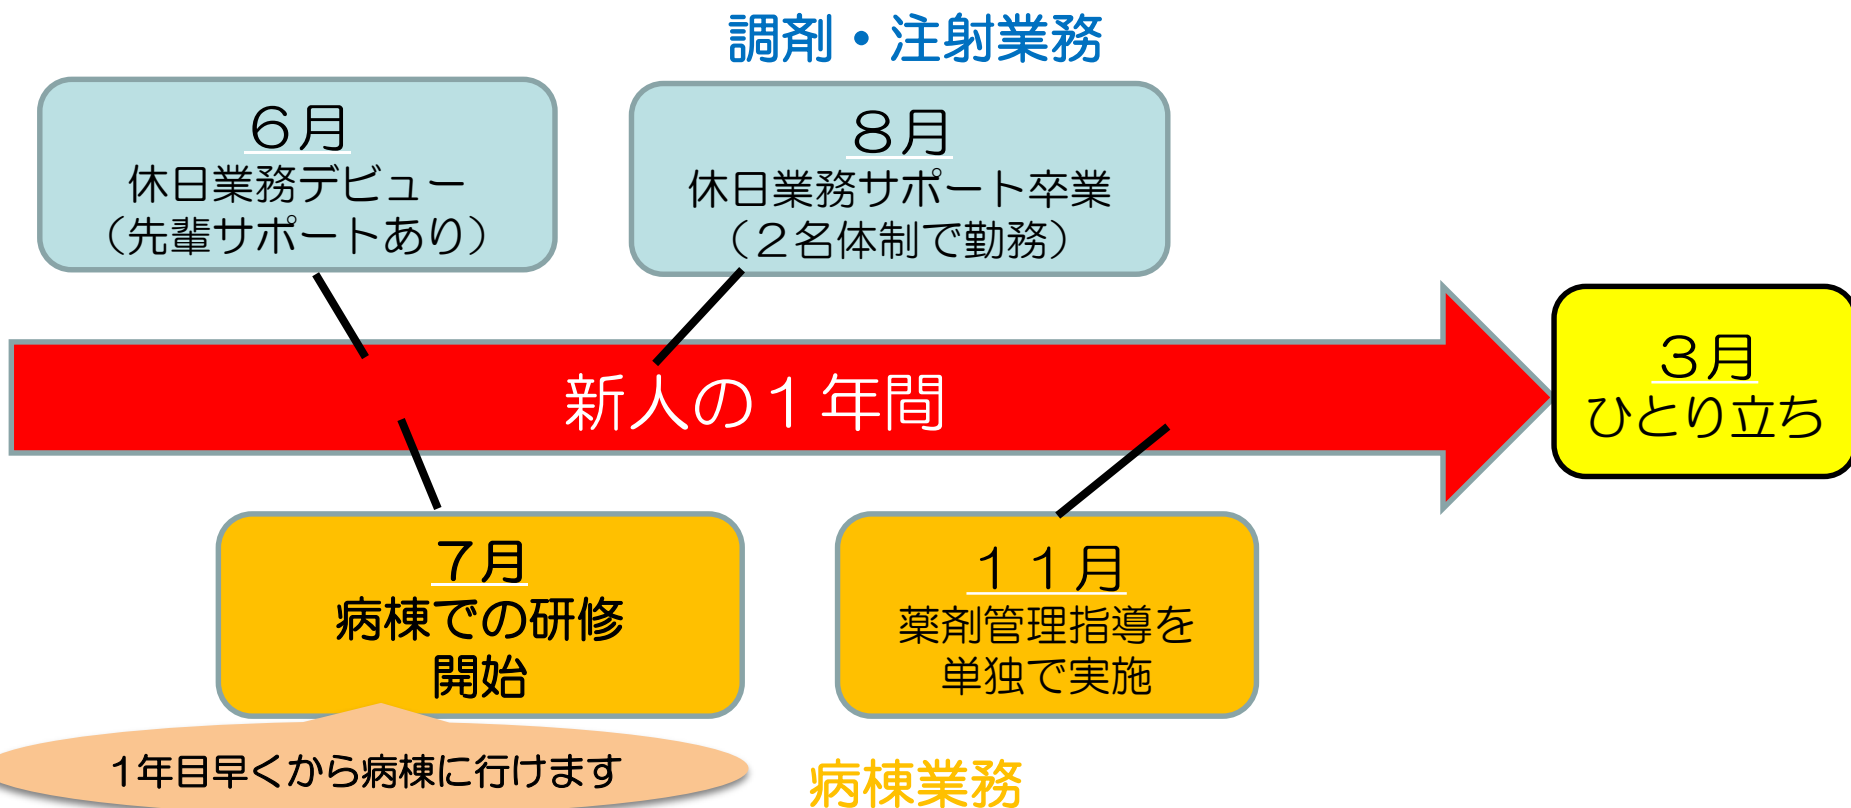 調剤・注射業務
６月
休日業務デビュー
（先輩サポートあり）
８月
休日業務サポート卒業
（２名体制で勤務）
新人の１年間
３月
ひとり立ち
７月
病棟での研修
開始
１１月
薬剤管理指導を
単独で実施
1年目早くから病棟に行けます
病棟業務